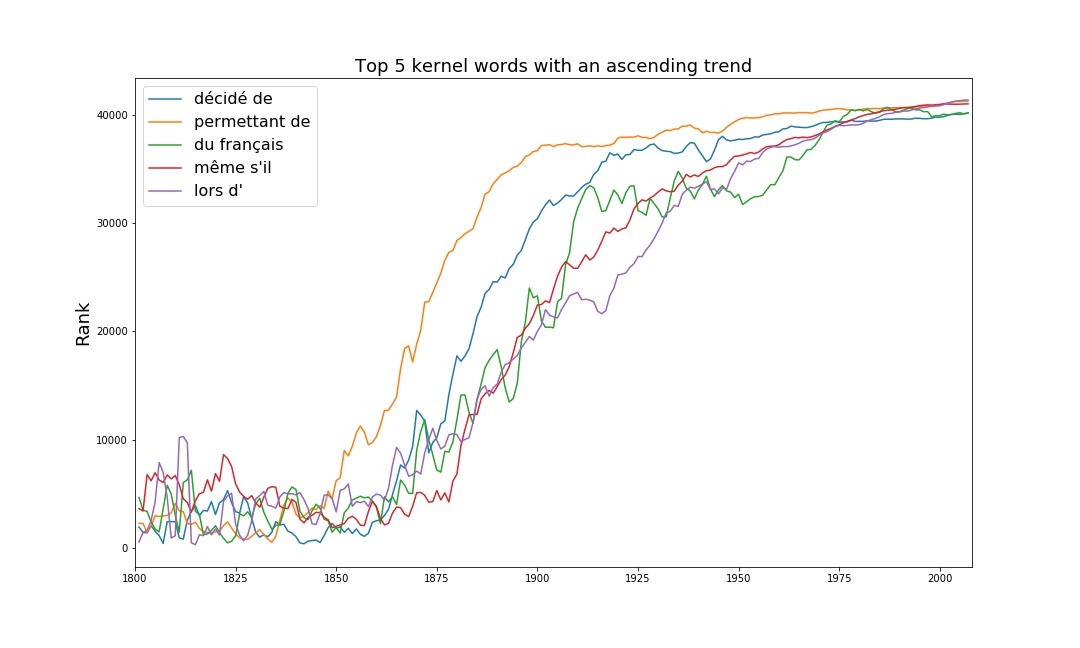 Top 5 kernel words with an ascending trend
décidé de
permettant de
du français
même s'il
lors d'
Rank
40000
30000
20000
10000
0
1800 1825 1850 1875 1900 1925 1950 1975 2000